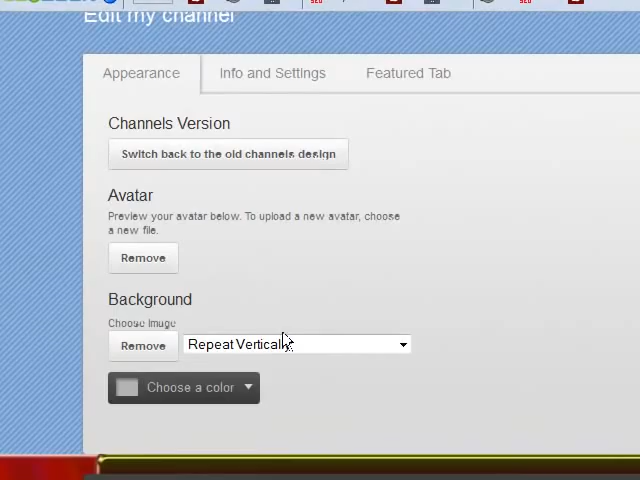 Edit my channel
Appearance
Info and Settings
Featured Tab
Channels Version
Switch back to the old channels design
Avatar
Preview your avatar below. To upload a new avatar, choose
a new file.
Remove
Background
Choose Image
Remove
Repeat Vertically
Choose a color